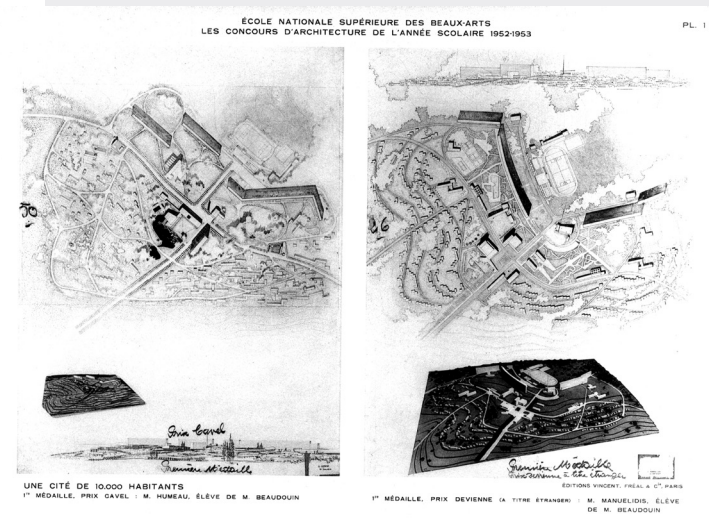 ÉCOLE NATIONALE SUPÉRIEURE DES BEAUX-ARTS
LES CONCOURS D'ARCHITECTURE DE L'ANNÉE SCOLAIRE 1952-1953
PL. 1
Prix Cavel
Première Médaille
UNE CITÉ DE 10.000 HABITANTS
1re MÉDAILLE, PRIX CAVEL : M. HUMEAU, ÉLÈVE DE M. BEAUDOUIN
Première Médaille
à titre étranger
ÉDITIONS VINCENT, FRÉAL & Cie, PARIS
1re MÉDAILLE, PRIX DEVIENNE (A TITRE ÉTRANGER) : M. MANUELIDIS, ÉLÈVE
DE M. BEAUDOUIN